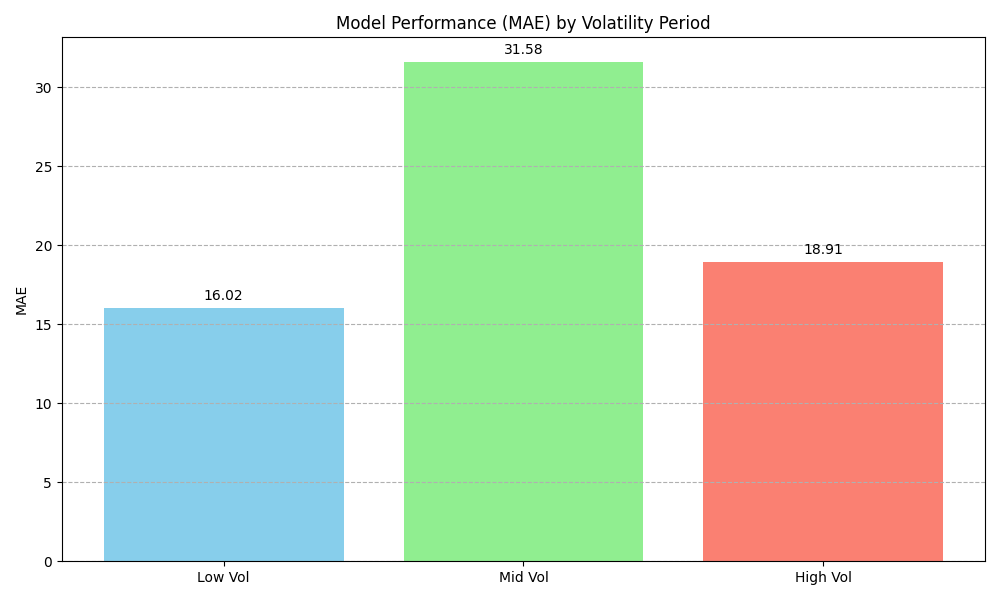 Model Performance (MAE) by Volatility Period
31.58
18.91
16.02
30
25
20
15
10
5
0
MAE
Low Vol
Mid Vol
High Vol